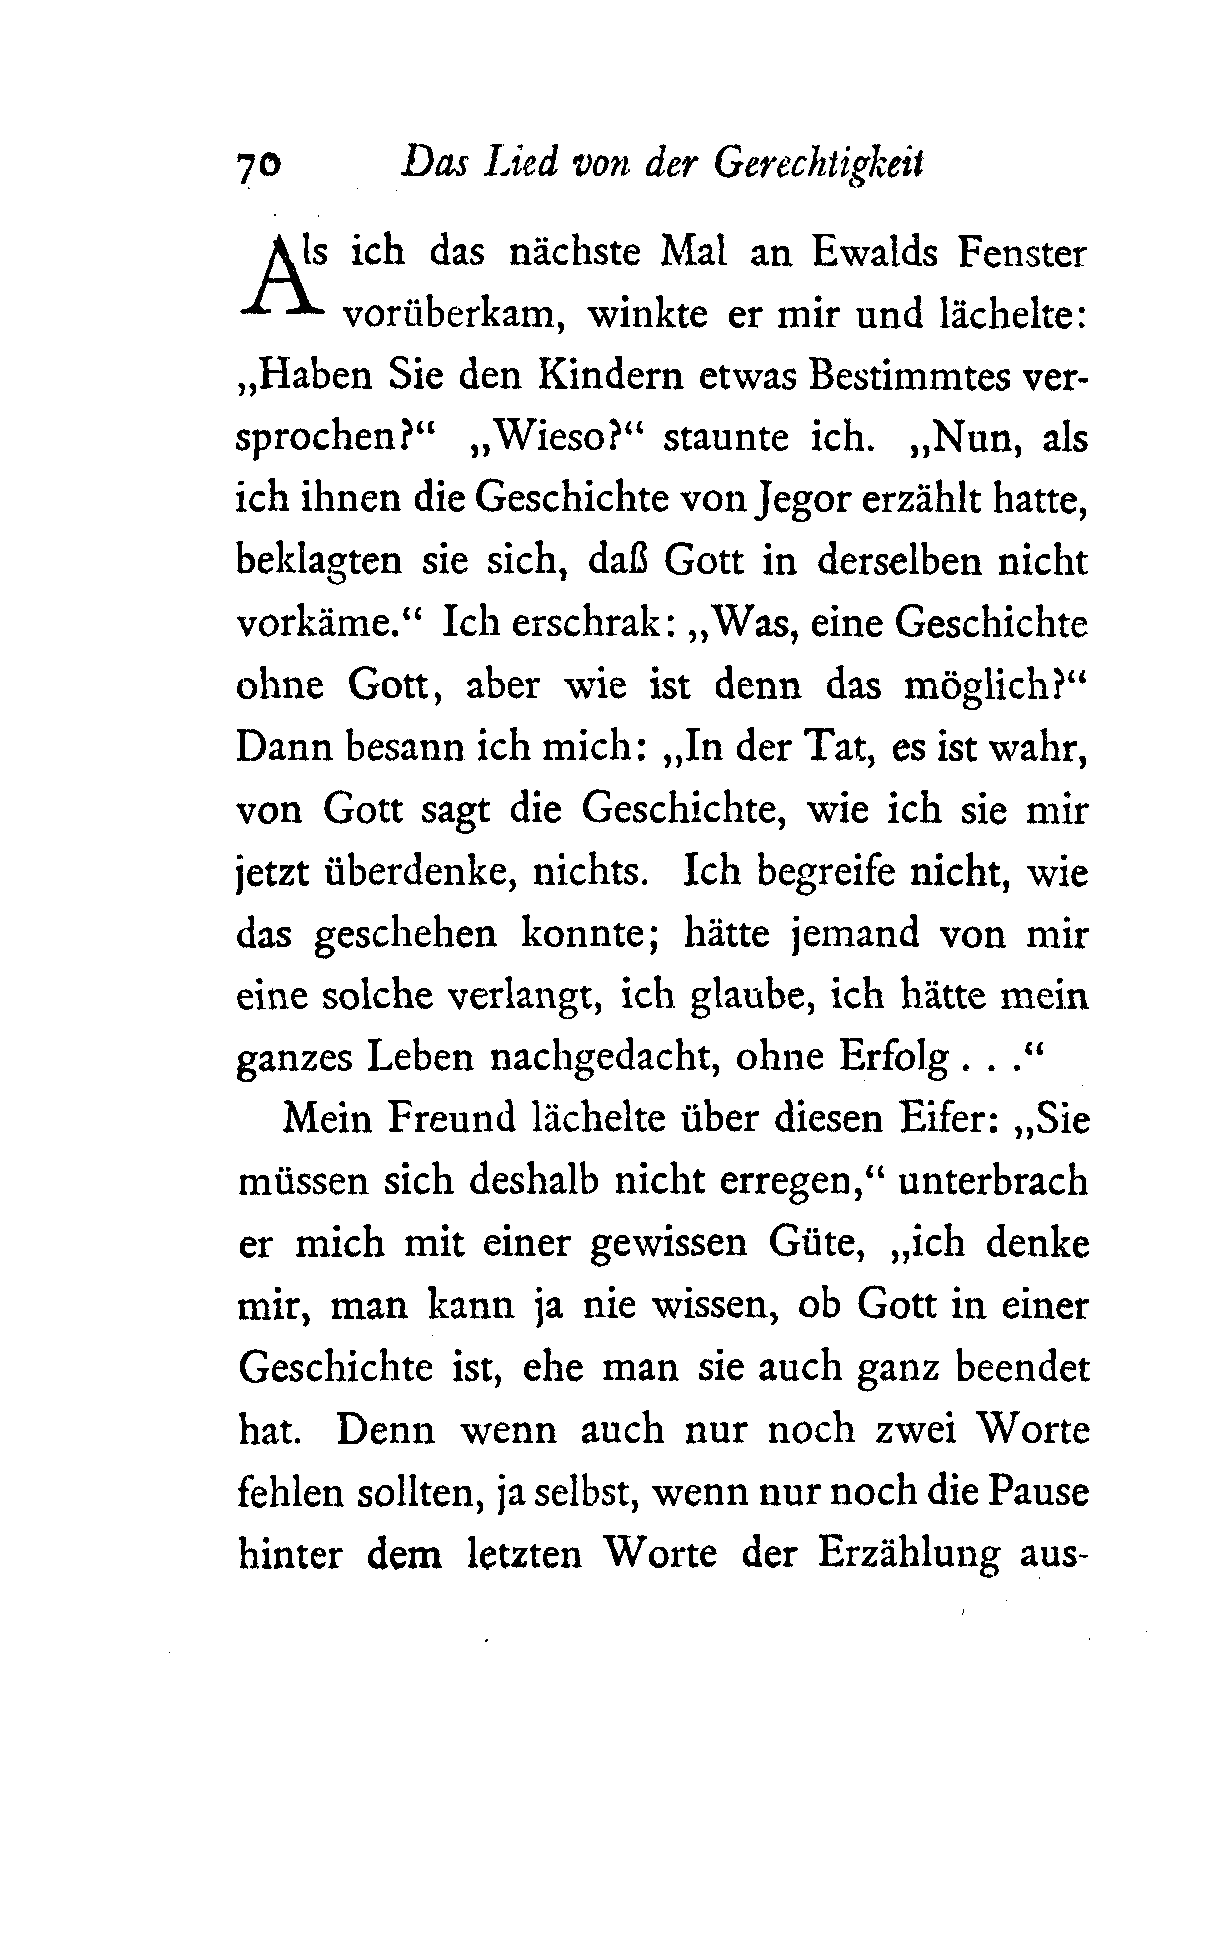 70 Das Lied von der Gerechtigkeit
Als ich das nächste Mal an Ewalds Fenster
vorüberkam, winkte er mir und lächelte:
„Haben Sie den Kindern etwas Bestimmtes ver-
sprochen?“ „Wieso?“ staunte ich. „Nun, als
ich ihnen die Geschichte von Jegor erzählt hatte,
beklagten sie sich, daß Gott in derselben nicht
vorkäme.“ Ich erschrak: „Was, eine Geschichte
ohne Gott, aber wie ist denn das möglich?“
Dann besann ich mich: „In der Tat, es ist wahr,
von Gott sagt die Geschichte, wie ich sie mir
jetzt überdenke, nichts. Ich begreife nicht, wie
das geschehen konnte; hätte jemand von mir
eine solche verlangt, ich glaube, ich hätte mein
ganzes Leben nachgedacht, ohne Erfolg . . .“
Mein Freund lächelte über diesen Eifer: „Sie
müssen sich deshalb nicht erregen,“ unterbrach
er mich mit einer gewissen Güte, „ich denke
mir, man kann ja nie wissen, ob Gott in einer
Geschichte ist, ehe man sie auch ganz beendet
hat. Denn wenn auch nur noch zwei Worte
fehlen sollten, ja selbst, wenn nur noch die Pause
hinter dem letzten Worte der Erzählung aus-